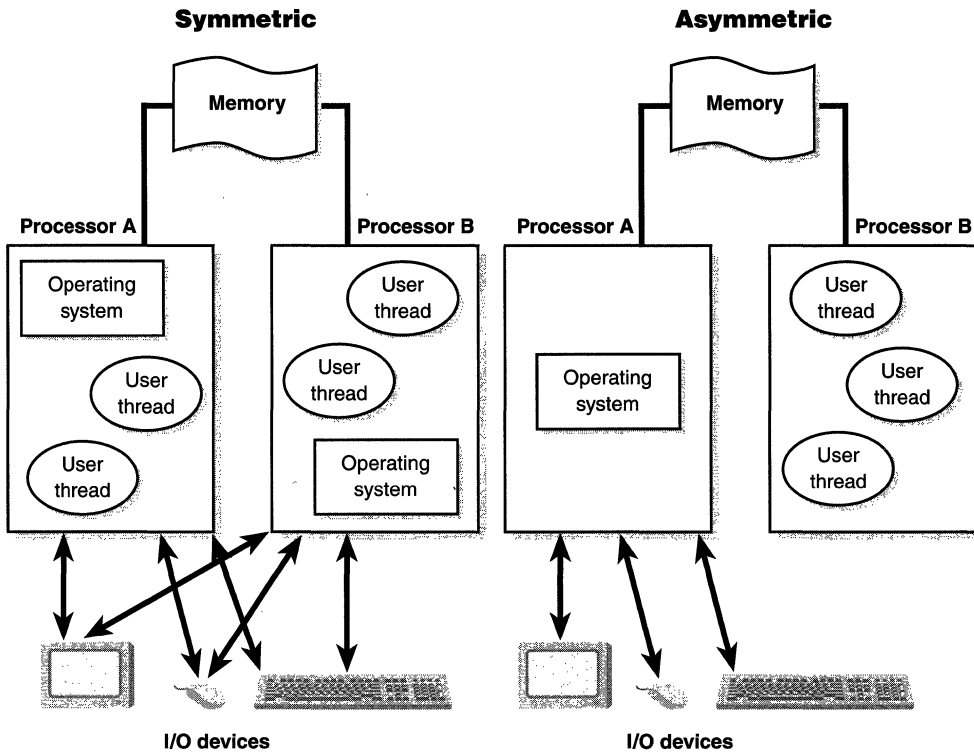 Symmetric
Memory
Processor A
Processor B
Operating
system
User
thread
User
thread
User
thread
User
thread
Operating
system
I/O devices
Asymmetric
Memory
Processor A
Processor B
Operating
system
User
thread
User
thread
User
thread
I/O devices